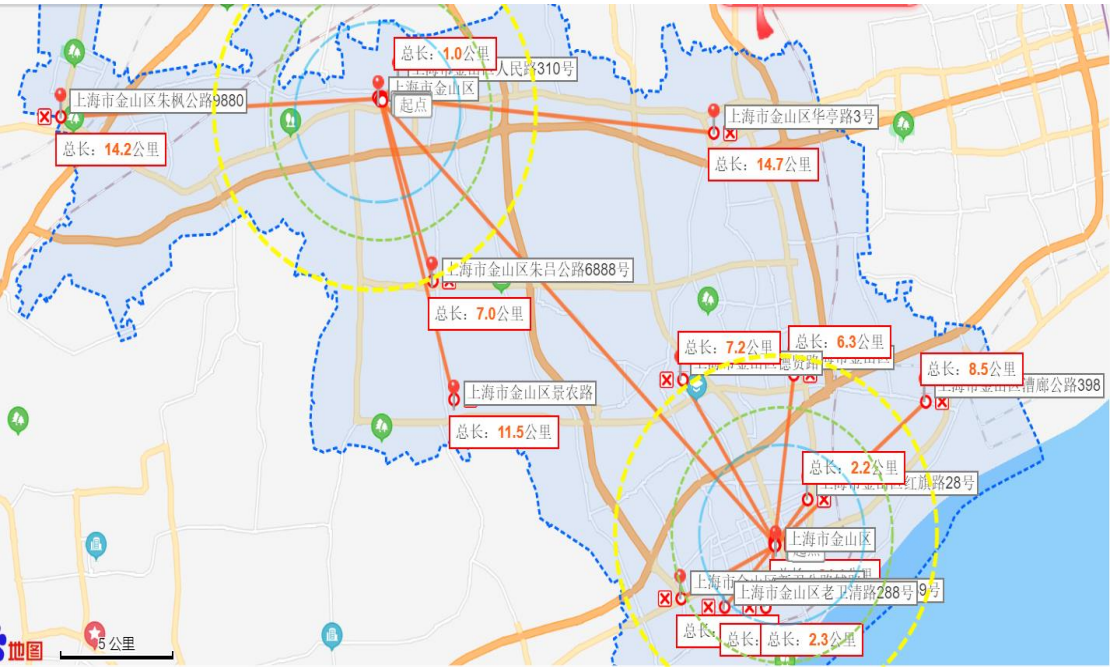 总长：1.0公里
人民路310号
上海市金山区
起点
上海市金山区朱枫公路9880
总长：14.2公里
上海市金山区华亭路3号
总长：14.7公里
上海市金山区朱吕公路6888号
总长：7.0公里
总长：7.2公里
总长：6.3公里
总长：8.5公里
漕廊公路398
上海市金山区景农路
总长：11.5公里
总长：2.2公里
红旗路28号
上海市金山区
上海市金山区老卫清路288号
9号
总长：
总长：
总长：2.3公里
5公里
地图